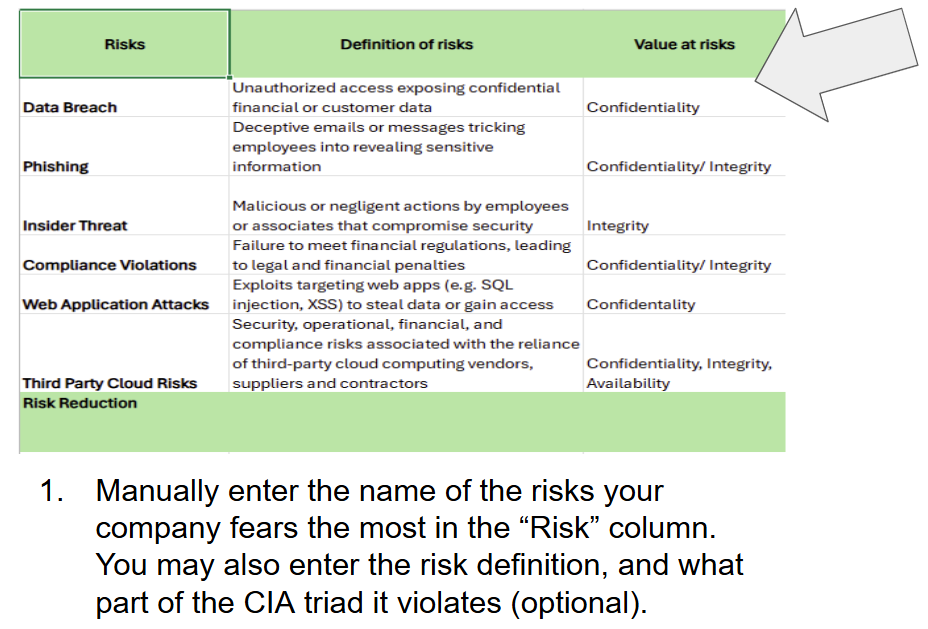 Risks Definition of risks Value at risks
Unauthorized access exposing confidential
Data Breach financial or customer data Confidentiality
Deceptive emails or messages tricking
employees into revealing sensitive
Phishing information Confidentiality/ Integrity
Malicious or negligent actions by employees
Insider Threat or associates that compromise security Integrity
Failure to meet financial regulations, leading
Compliance Violations to legal and financial penalties Confidentiality/ Integrity
Exploits targeting web apps (e.g. SQL
Web Application Attacks injection, XSS) to steal data or gain access Confidentality
Security, operational, financial, and
compliance risks associated with the reliance
of third-party cloud computing vendors, Confidentiality, Integrity,
Third Party Cloud Risks suppliers and contractors Availability
Risk Reduction
1. Manually enter the name of the risks your
company fears the most in the “Risk” column.
You may also enter the risk definition, and what
part of the CIA triad it violates (optional).